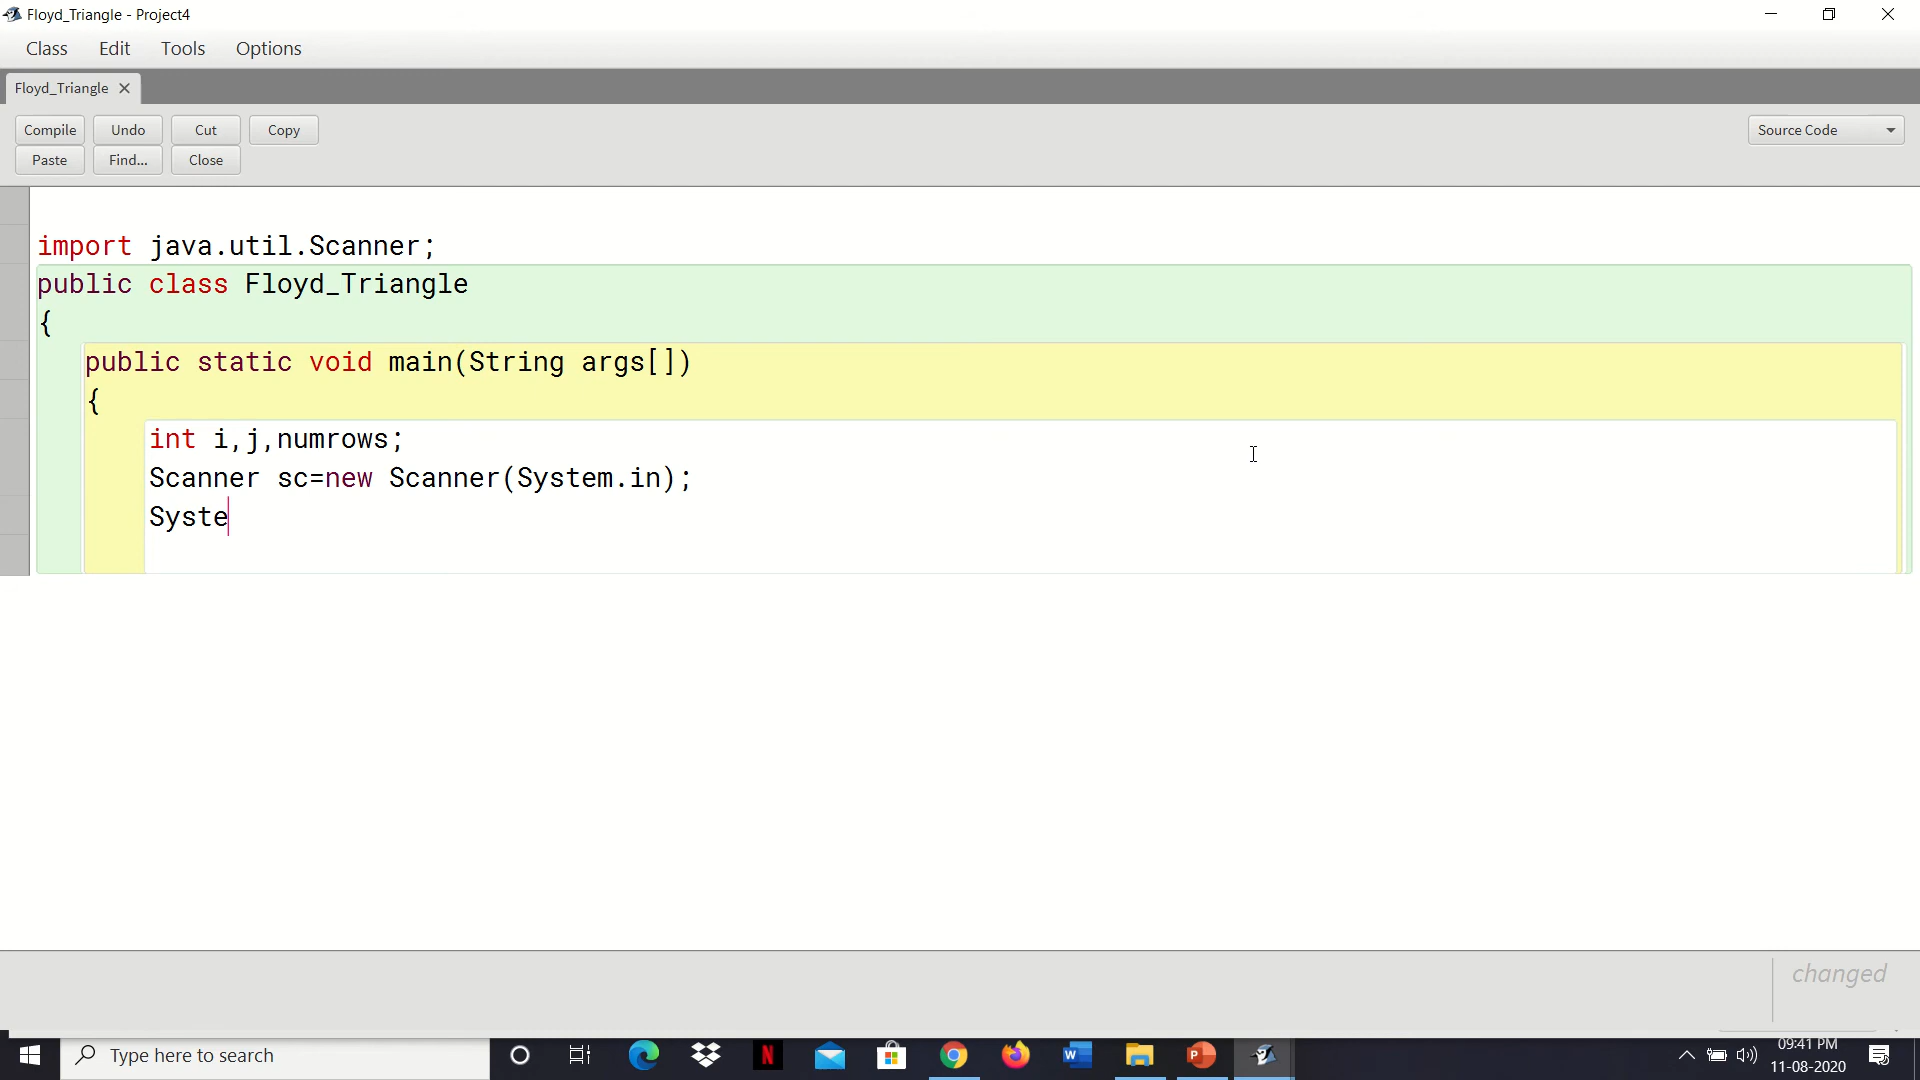 Floyd_Triangle - Project4
Class Edit Tools Options
Floyd_Triangle
Compile Undo Cut Copy
Paste Find... Close
Source Code
import java.util.Scanner;
public class Floyd_Triangle
{
public static void main(String args[])
{
int i,j,numrows;
Scanner sc=new Scanner(System.in);
Syste
changed
Type here to search
09:41 PM
11-08-2020